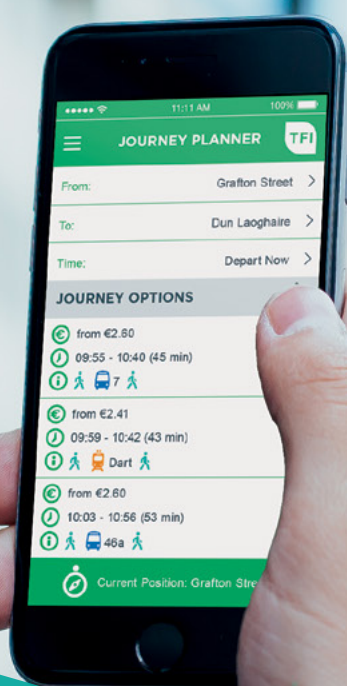 11:11 AM 100%
JOURNEY PLANNER TFI
From: Grafton Street >
To: Dun Laoghaire >
Time: Depart Now >
JOURNEY OPTIONS
€ from €2.60
09:55 - 10:40 (45 min)
i 7
€ from €2.41
09:59 - 10:42 (43 min)
i Dart
€ from €2.60
10:03 - 10:56 (53 min)
i 46a
Current Position: Grafton Stre